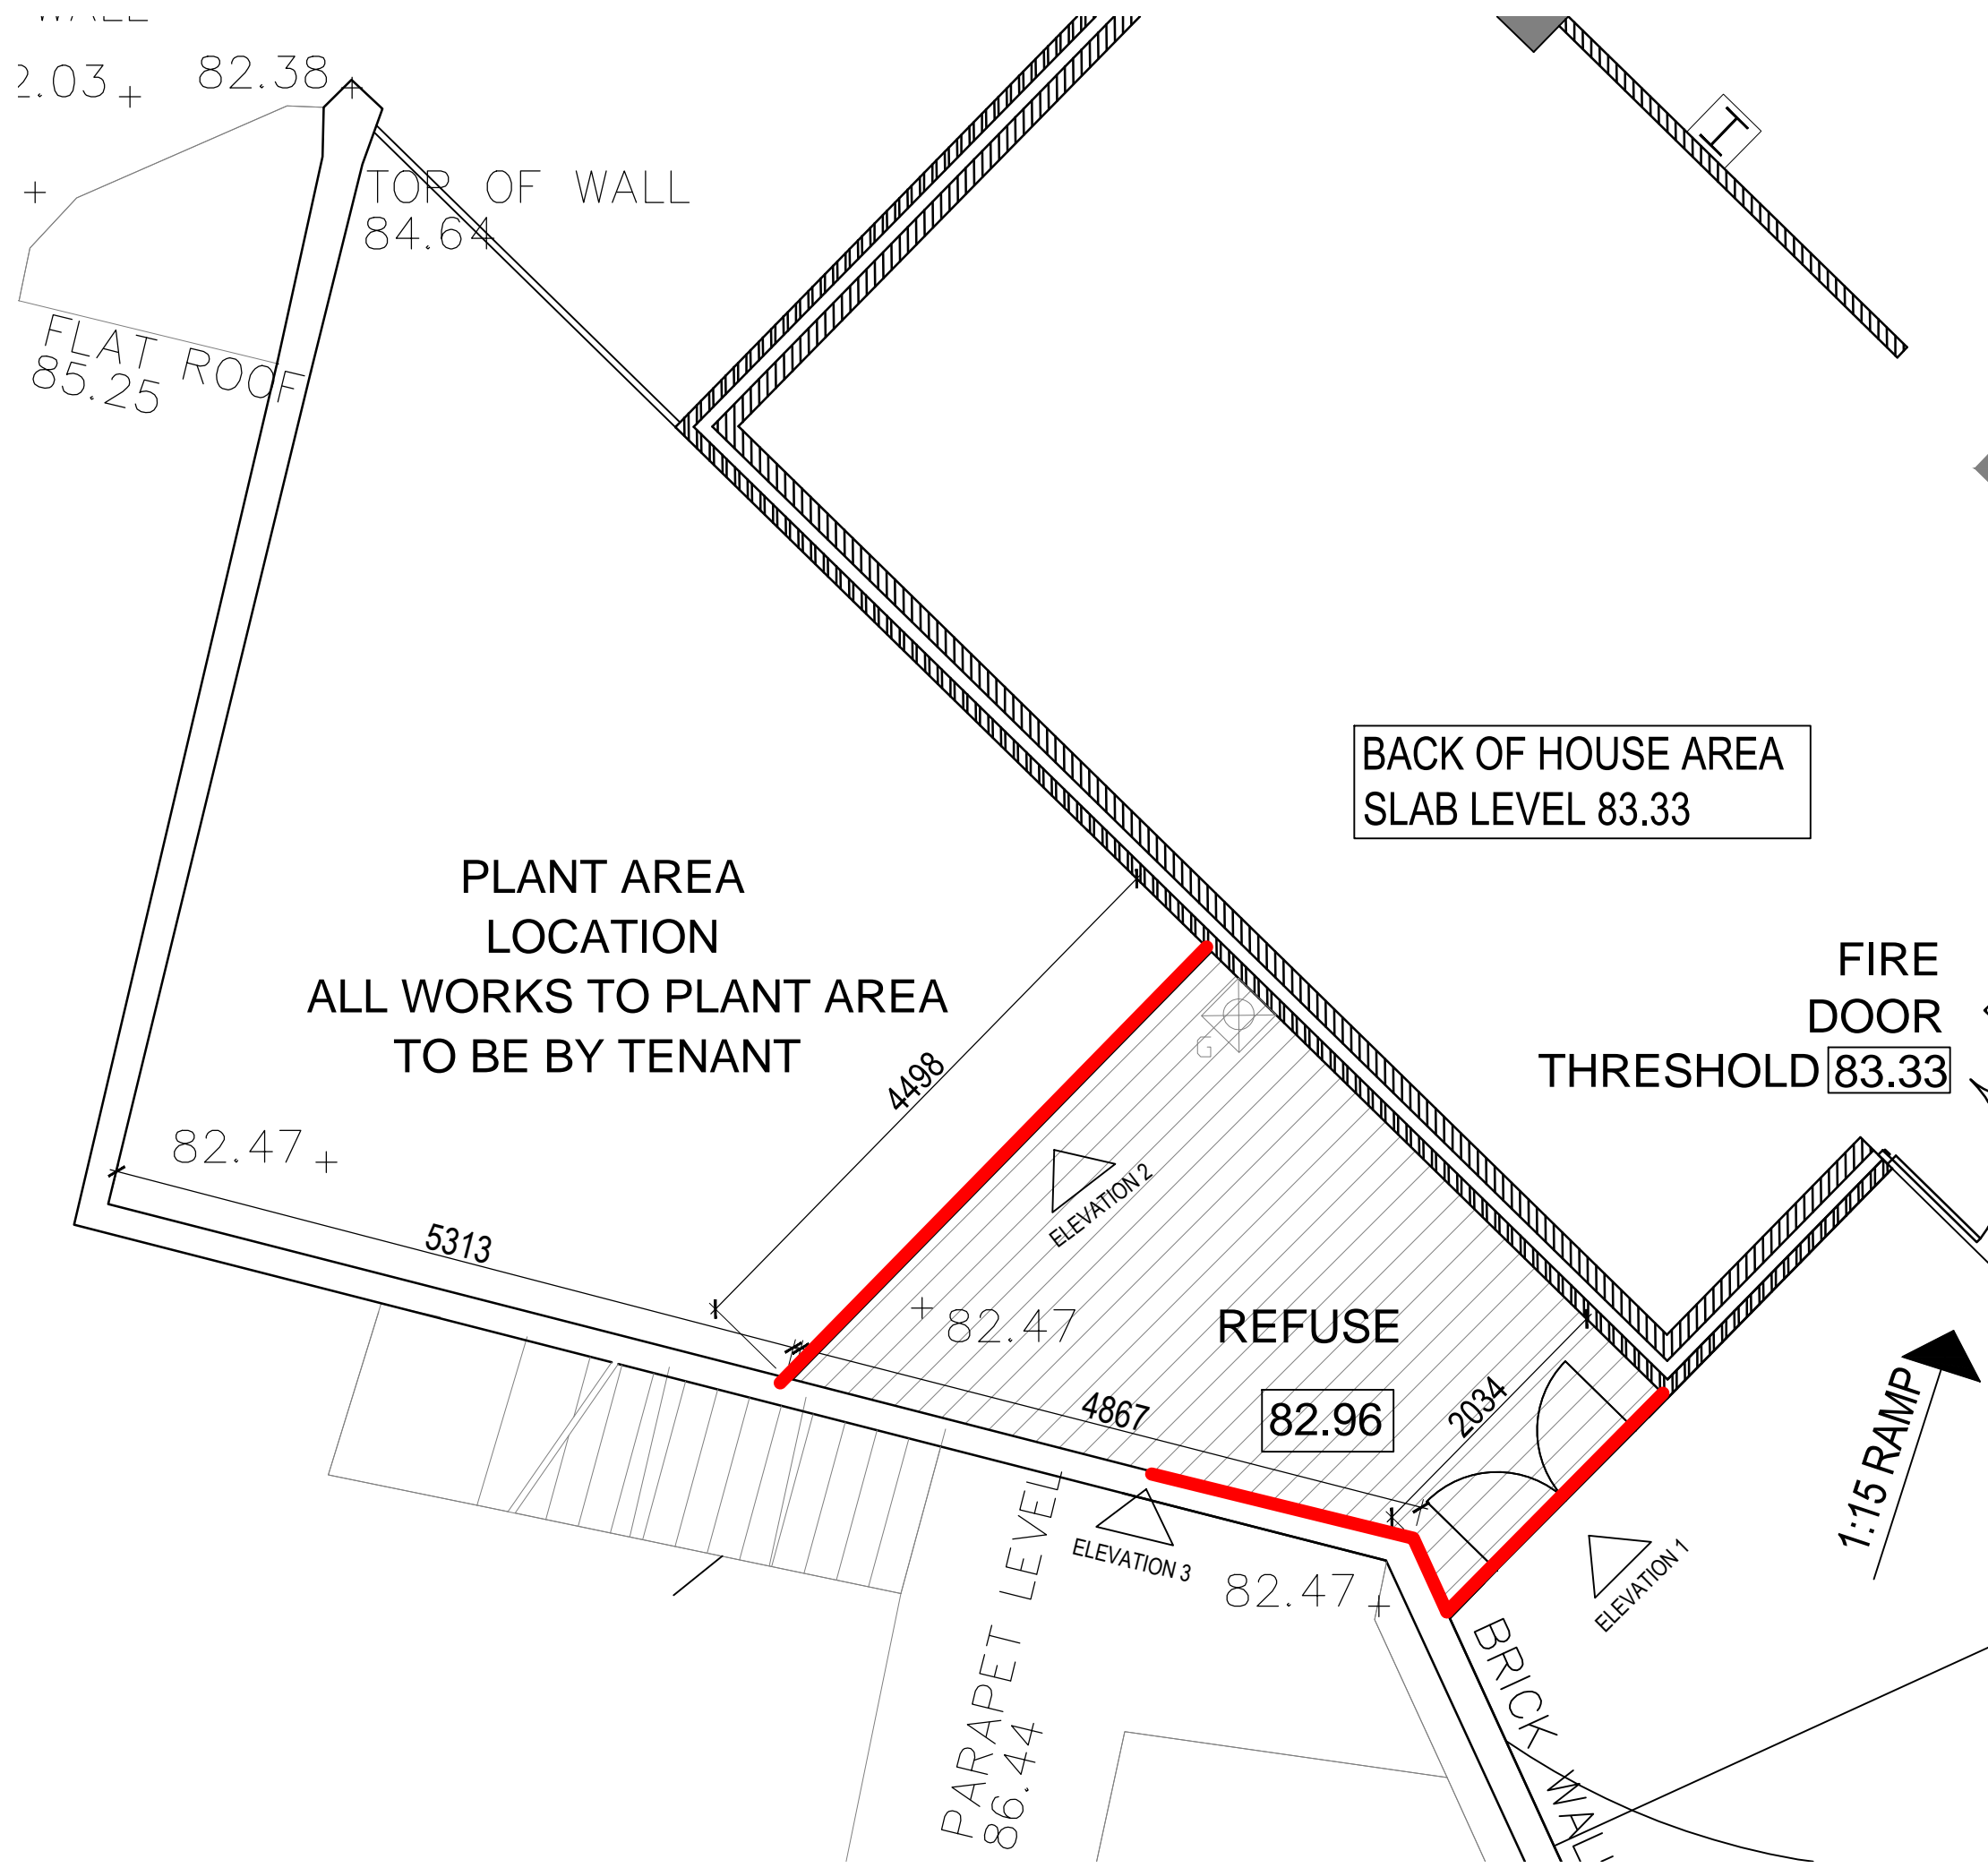 82.38
TOP OF WALL
84.64
FLAT ROOF
85.25
I
BACK OF HOUSE AREA
SLAB LEVEL 83.33
PLANT AREA
LOCATION
ALL WORKS TO PLANT AREA
TO BE BY TENANT
FIRE
DOOR
THRESHOLD 83.33
4498
G
82.47
5313
ELEVATION 2
82.47
REFUSE
82.96
4867
2034
1:15 RAMP
ELEVATION 3
ELEVATION 1
82.47
PARAPET LEVEL
86.44
BRICK WALL